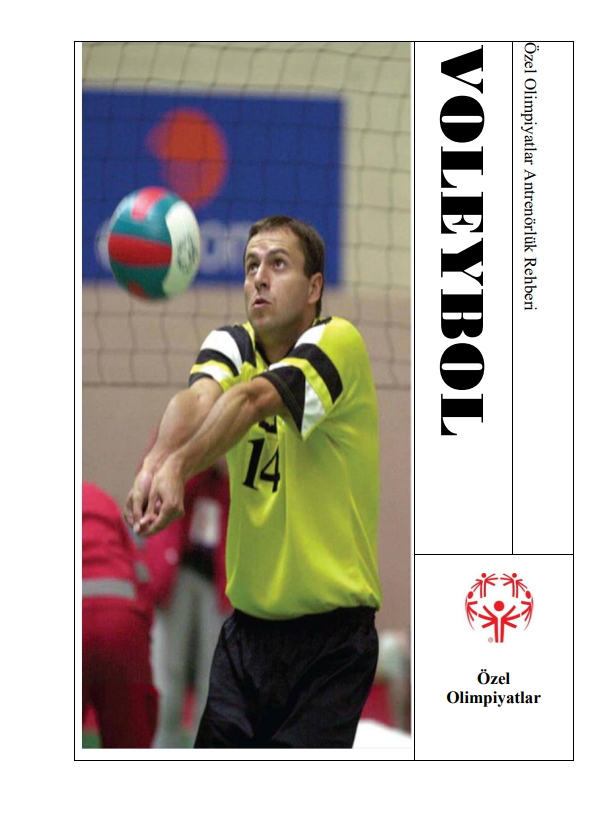 Özel Olimpiyatlar Antrenörlük Rehberi
VOLEYBOL
14
Özel
Olimpiyatlar